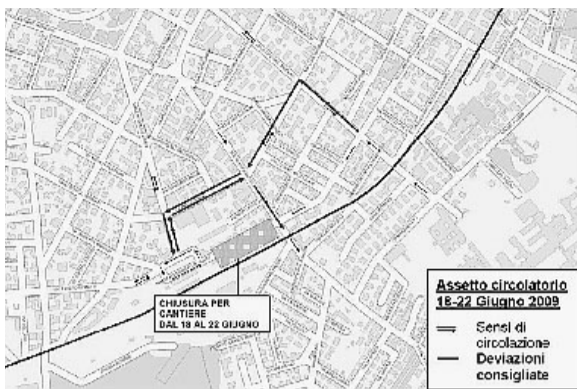 CHIUSURA PER
CANTIERE
DAL 18 AL 22 GIUGNO
Assetto circolatorio
18-22 Giugno 2009
Sensi di
circolazione
Deviazioni
consigliate